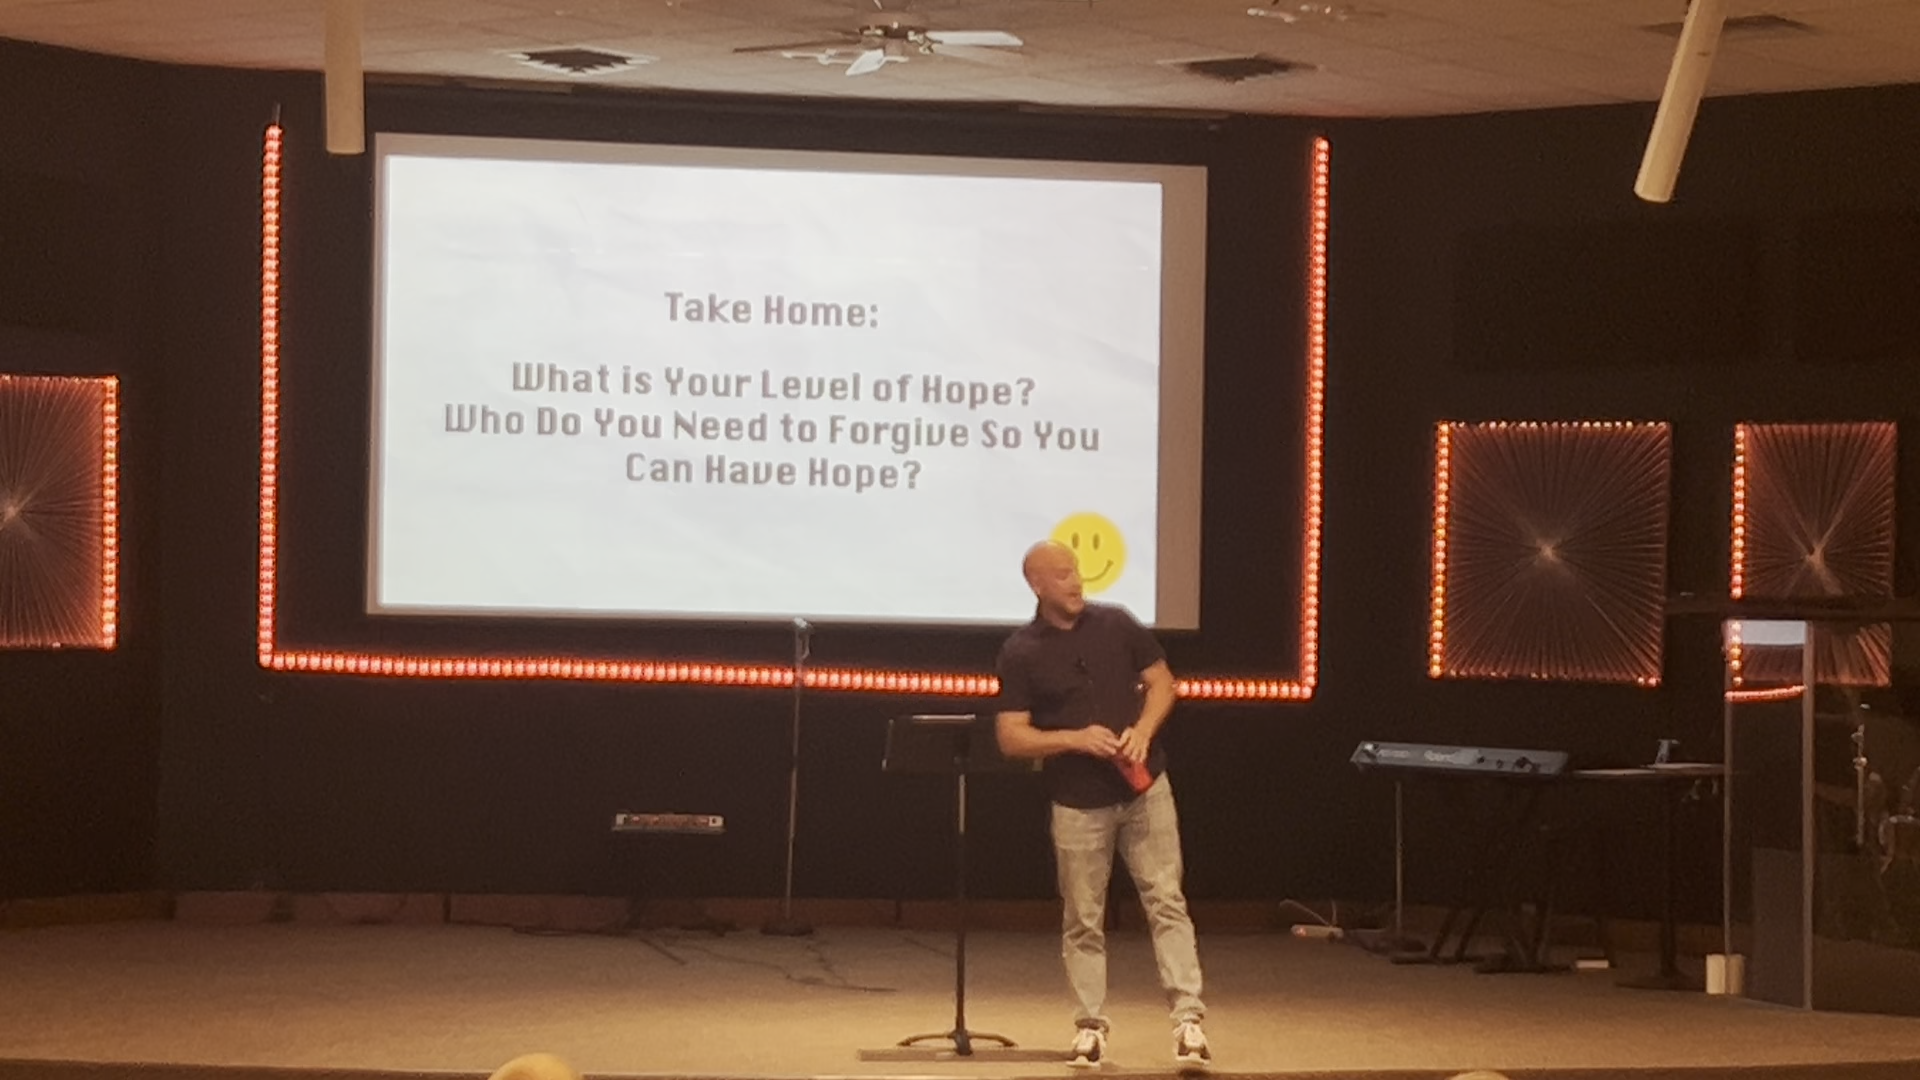 Take Home:
What is Your Level of Hope?
Who Do You Need to Forgive So You
Can Have Hope?